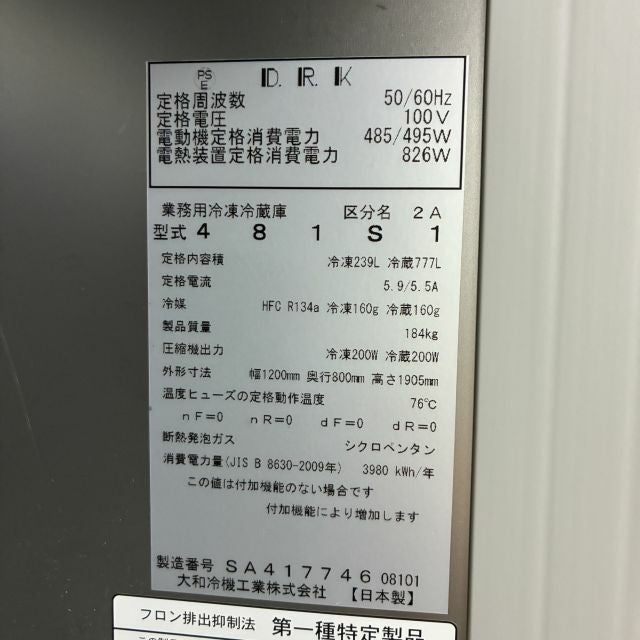 PS
E
D.R.K
定格周波数 50/60Hz
定格電圧 100V
電動機定格消費電力 485/495W
電熱装置定格消費電力 826W
業務用冷凍冷蔵庫 区分名 2A
型式 481S1
定格内容積 冷凍239L 冷蔵777L
定格電流 5.9/5.5A
冷媒 HFC R134a 冷凍160g 冷蔵160g
製品質量 184kg
圧縮機出力 冷凍200W 冷蔵200W
外形寸法 幅1200mm 奥行800mm 高さ1905mm
温度ヒューズの定格動作温度 76℃
nF=0 nR=0 dF=0 dR=0
断熱発泡ガス シクロペンタン
消費電力量(JIS B 8630-2009年) 3980 kWh/年
この値は付加機能のない場合です
付加機能により増加します
製造番号 SA417746 08101
大和冷機工業株式会社 【日本製】
フロン排出抑制法 第一種特定製品